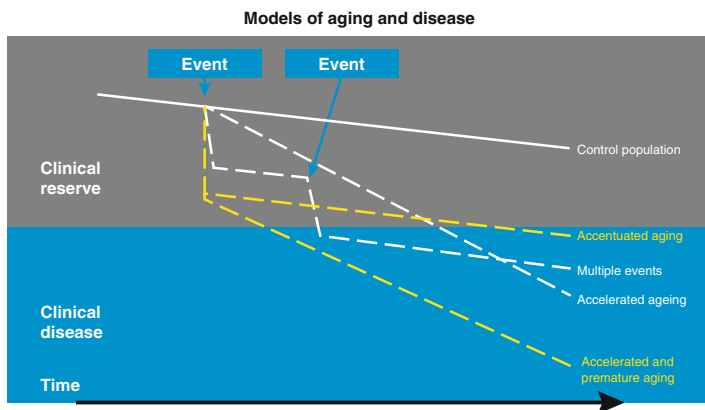 Models of aging and disease
Event
Event
Control population
Clinical
reserve
Accentuated aging
Multiple events
Accelerated ageing
Clinical
disease
Accelerated and
premature aging
Time